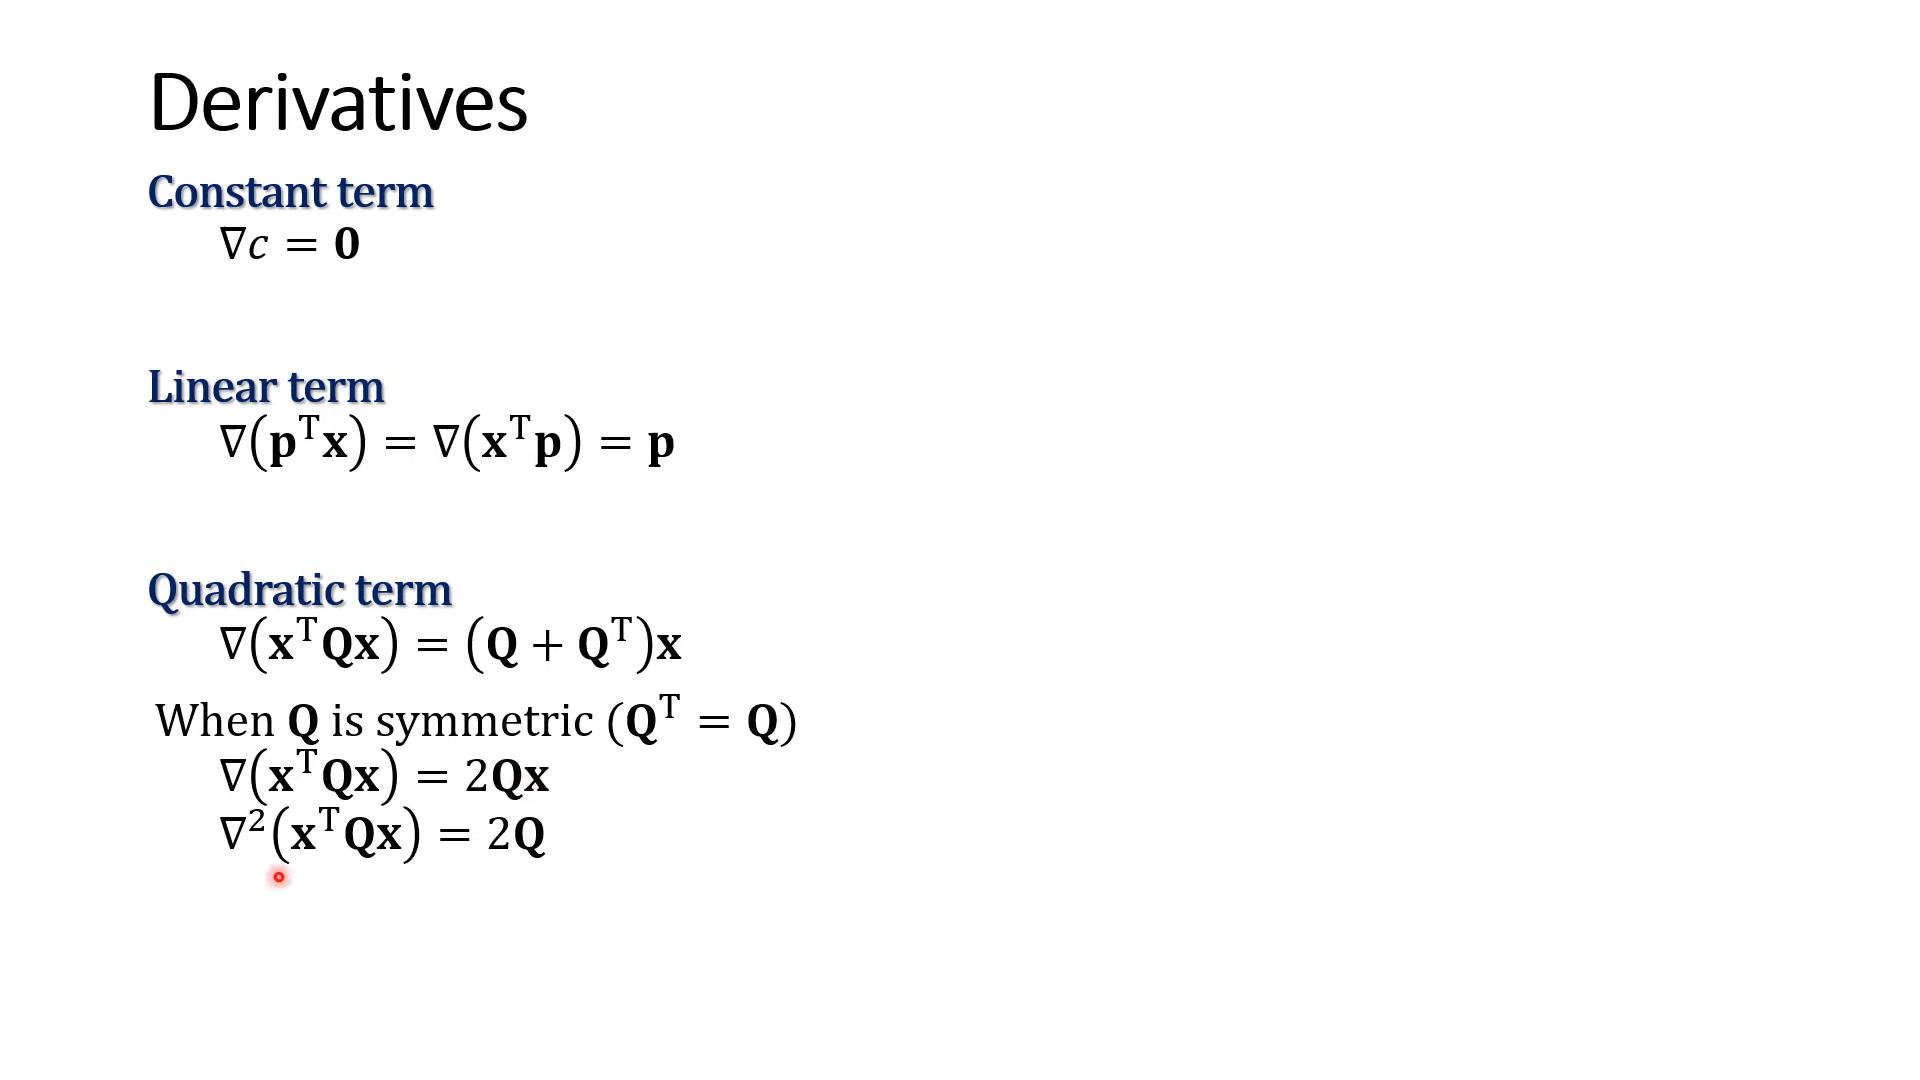 Derivatives
Constant term
∇c = 𝟎
Linear term
∇(𝐩ᵀ𝐱) = ∇(𝐱ᵀ𝐩) = 𝐩
Quadratic term
∇(𝐱ᵀ𝐐𝐱) = (𝐐 + 𝐐ᵀ)𝐱
When 𝐐 is symmetric (𝐐ᵀ = 𝐐)
∇(𝐱ᵀ𝐐𝐱) = 2𝐐𝐱
∇²(𝐱ᵀ𝐐𝐱) = 2𝐐